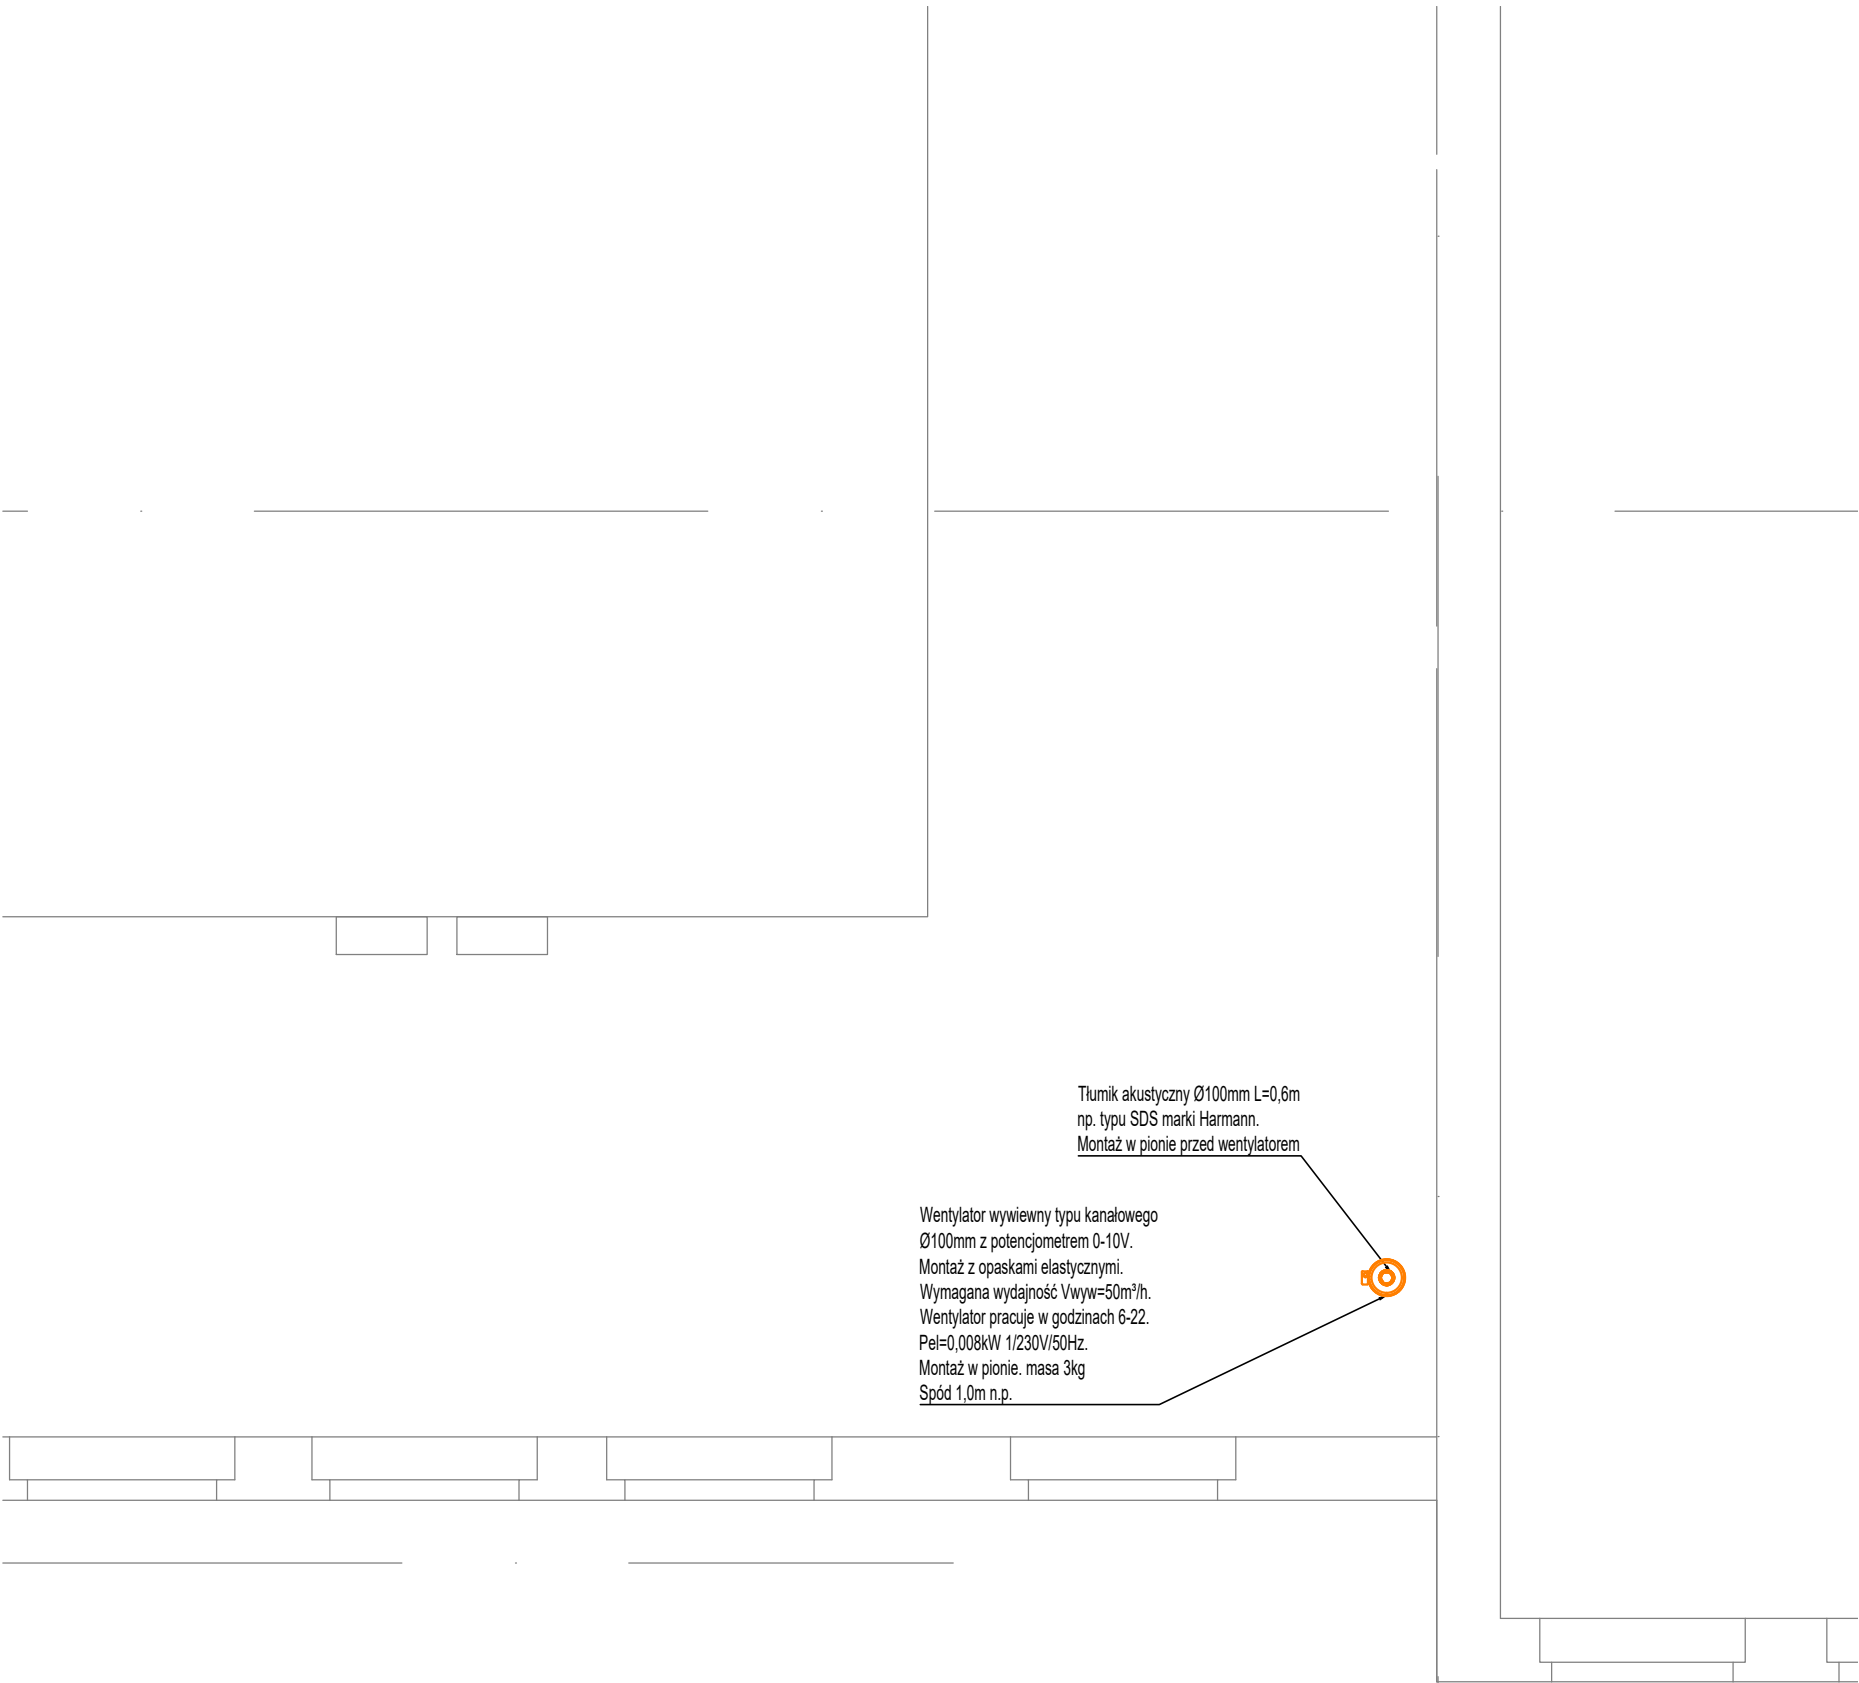 Tłumik akustyczny Ø100mm L=0,6m
np. typu SDS marki Harmann.
Montaż w pionie przed wentylatorem
Wentylator wywiewny typu kanałowego
Ø100mm z potencjometrem 0-10V.
Montaż z opaskami elastycznymi.
Wymagana wydajność Vwyw=50m³/h.
Wentylator pracuje w godzinach 6-22.
Pel=0,008kW 1/230V/50Hz.
Montaż w pionie. masa 3kg
Spód 1,0m n.p.